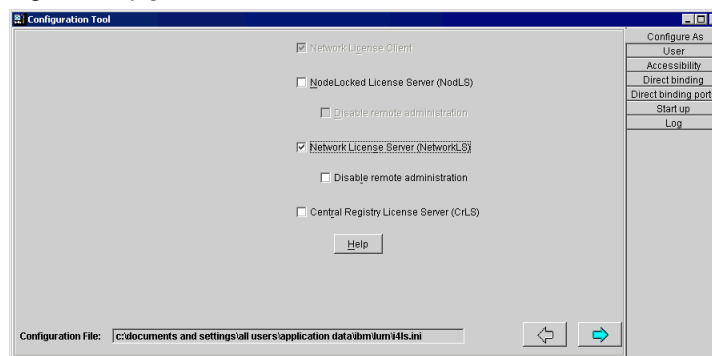 Configuration Tool
Configure As
User
Accessibility
Direct binding
Direct binding port
Start up
Log
Network License Client
NodeLocked License Server (NodLS)
Disable remote administration
Network License Server (NetworkLS)
Disable remote administration
Central Registry License Server (CrLS)
Help
Configuration File: c:\documents and settings\all users\application data\ibm\lum\i4ls.ini